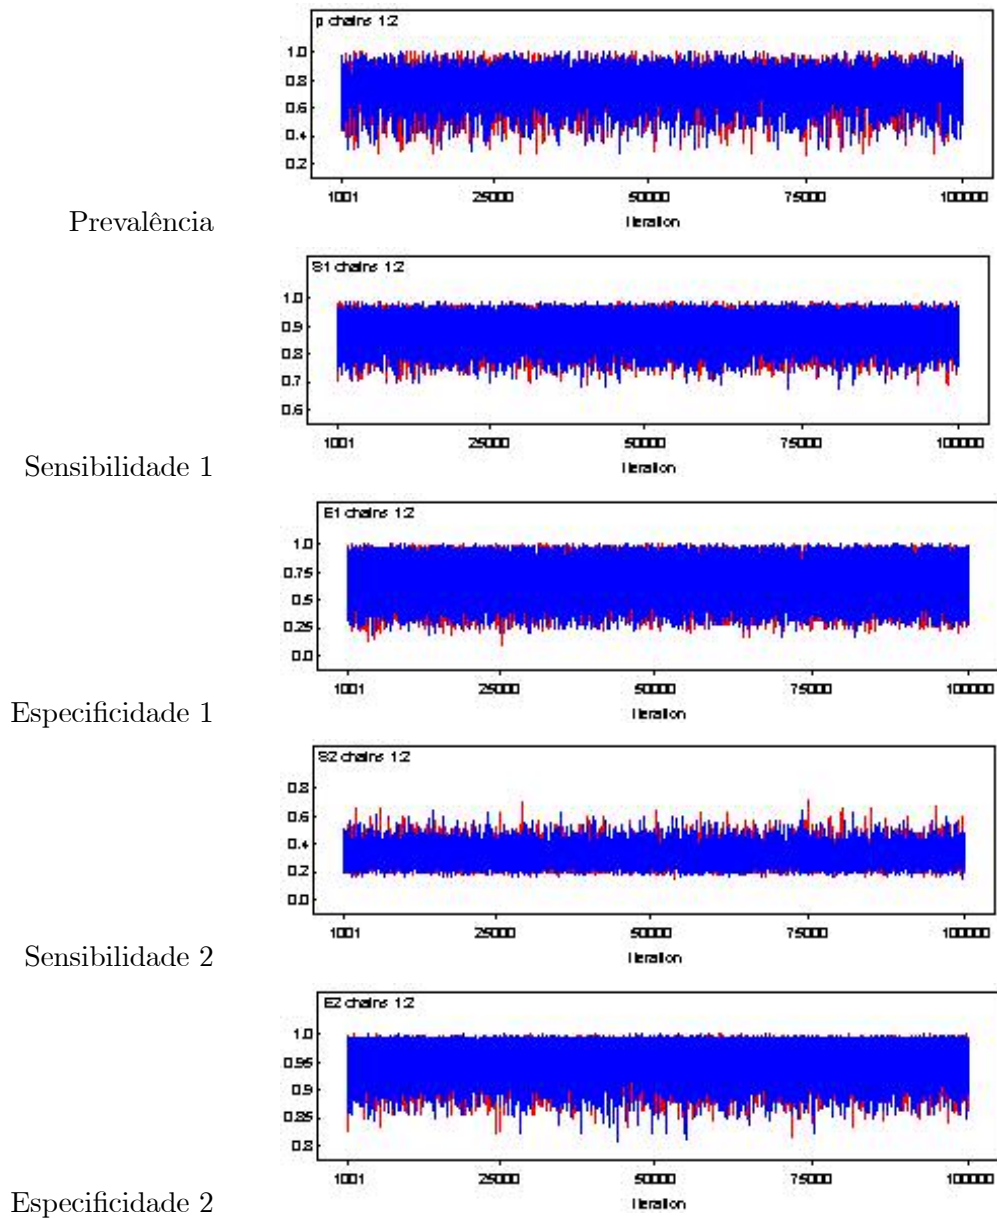 p chains 1:2
1.0
0.8
0.6
0.4
0.2
1001 25000 50000 75000 100000
iteration
Prevalência
S1 chains 1:2
1.0
0.9
0.8
0.7
0.6
1001 25000 50000 75000 100000
iteration
Sensibilidade 1
E1 chains 1:2
1.0
0.75
0.5
0.25
0.0
1001 25000 50000 75000 100000
iteration
Especificidade 1
S2 chains 1:2
0.8
0.6
0.4
0.2
0.0
1001 25000 50000 75000 100000
iteration
Sensibilidade 2
E2 chains 1:2
1.0
0.95
0.9
0.85
0.8
1001 25000 50000 75000 100000
iteration
Especificidade 2